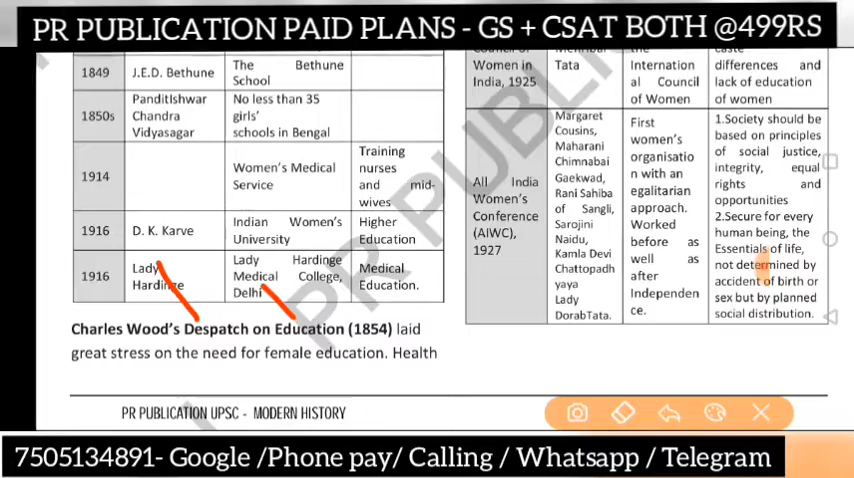 PR PUBLICATION PAID PLANS - GS + CSAT BOTH @499RS
1849
J.E.D. Bethune
The Bethune
School
PanditIshwar
1850s
Chandra
Vidyasagar
No less than 35
girls'
schools in Bengal
1914
Women's Medical
Service
Training
nurses
and mid-
wives
1916
D. K. Karve
Indian Women's
University
Higher
Education
1916
Lady
Hardinge
Lady Hardinge
Medical College,
Delhi
Medical
Education.
Charles Wood's Despatch on Education (1854) laid
great stress on the need for female education. Health
Women in
India, 1925
Tata
Internation
al Council
of Women
differences and
lack of education
of women
All India
Women's
Conference
(AIWC),
1927
Margaret
Cousins,
Maharani
Chimnabai
Gaekwad,
Rani Sahiba
of Sangli,
Sarojini
Naidu,
Kamla Devi
Chattopadh
yaya
Lady
DorabTata.
First
women's
organisatio
n with an
egalitarian
approach.
Worked
before as
well as
after
Independen
ce.
1.Society should be
based on principles
of social justice,
integrity, equal
rights and
opportunities
2.Secure for every
human being, the
Essentials of life,
not determined by
accident of birth or
sex but by planned
social distribution.
PR PUBLICATION UPSC - MODERN HISTORY
7505134891- Google /Phone pay/ Calling / Whatsapp / Telegram